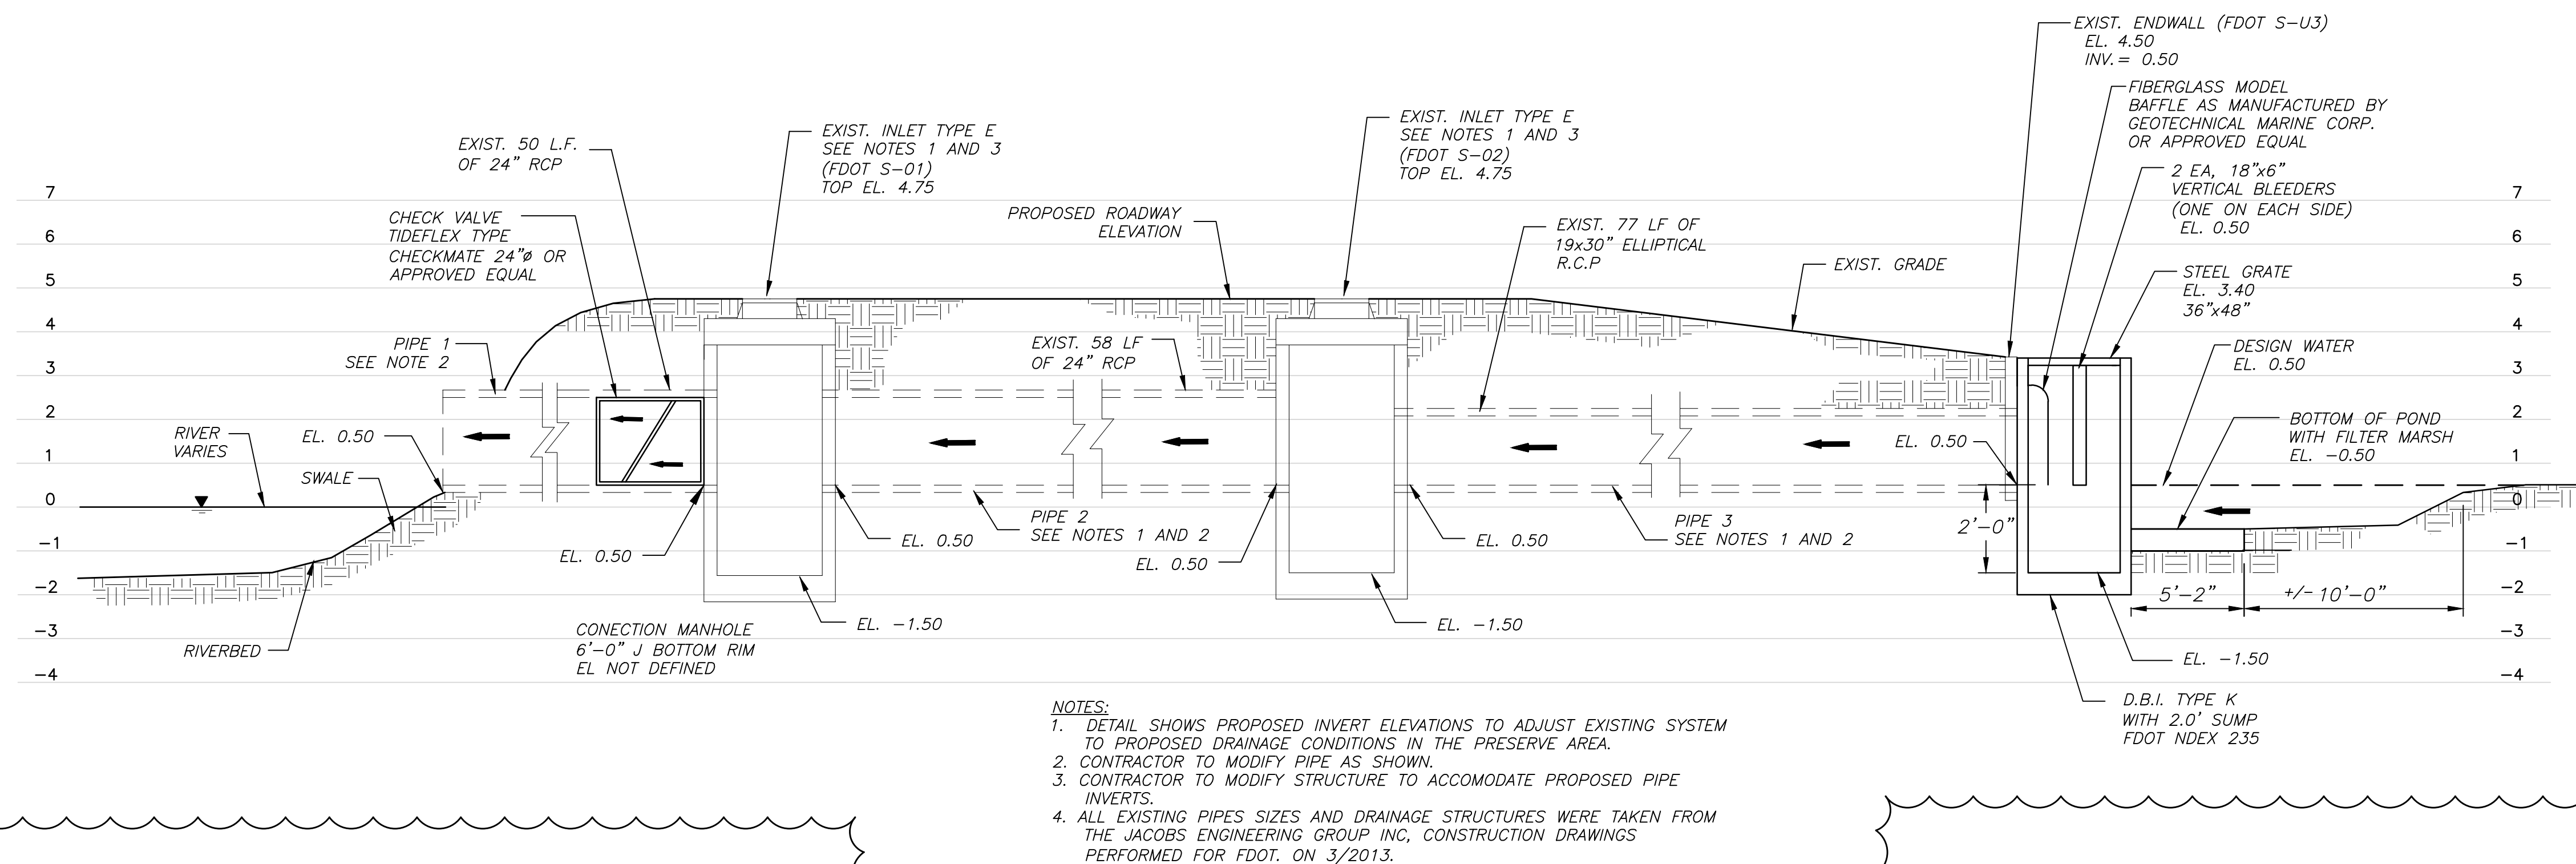 EXIST. ENDWALL (FDOT S-U3)
EL. 4.50
INV.= 0.50
FIBERGLASS MODEL
BAFFLE AS MANUFACTURED BY
GEOTECHNICAL MARINE CORP.
OR APPROVED EQUAL
2 EA, 18"x6"
VERTICAL BLEEDERS
(ONE ON EACH SIDE)
EL. 0.50
STEEL GRATE
EL. 3.40
36"x48"
DESIGN WATER
EL. 0.50
BOTTOM OF POND
WITH FILTER MARSH
EL. -0.50
EXIST. INLET TYPE E
SEE NOTES 1 AND 3
(FDOT S-01)
TOP EL. 4.75
EXIST. INLET TYPE E
SEE NOTES 1 AND 3
(FDOT S-02)
TOP EL. 4.75
EXIST. 50 L.F.
OF 24" RCP
CHECK VALVE
TIDEFLEX TYPE
CHECKMATE 24"ø OR
APPROVED EQUAL
PROPOSED ROADWAY
ELEVATION
EXIST. 77 LF OF
19x30" ELLIPTICAL
R.C.P
EXIST. GRADE
PIPE 1
SEE NOTE 2
EXIST. 58 LF
OF 24" RCP
RIVER
VARIES
EL. 0.50
SWALE
EL. 0.50
7
6
5
4
3
2
1
0
-1
-2
-3
-4
7
6
5
4
3
2
1
0
-1
-2
-3
-4
PIPE 2
SEE NOTES 1 AND 2
PIPE 3
SEE NOTES 1 AND 2
EL. 0.50
EL. 0.50
EL. 0.50
EL. 0.50
2'-0"
5'-2"
+/- 10'-0"
EL. -1.50
EL. -1.50
EL. -1.50
RIVERBED
CONECTION MANHOLE
6'-0" J BOTTOM RIM
EL NOT DEFINED
D.B.I. TYPE K
WITH 2.0' SUMP
FDOT NDEX 235
NOTES:
1. DETAIL SHOWS PROPOSED INVERT ELEVATIONS TO ADJUST EXISTING SYSTEM
TO PROPOSED DRAINAGE CONDITIONS IN THE PRESERVE AREA.
2. CONTRACTOR TO MODIFY PIPE AS SHOWN.
3. CONTRACTOR TO MODIFY STRUCTURE TO ACCOMODATE PROPOSED PIPE
INVERTS.
4. ALL EXISTING PIPES SIZES AND DRAINAGE STRUCTURES WERE TAKEN FROM
THE JACOBS ENGINEERING GROUP INC, CONSTRUCTION DRAWINGS
PERFORMED FOR FDOT. ON 3/2013.